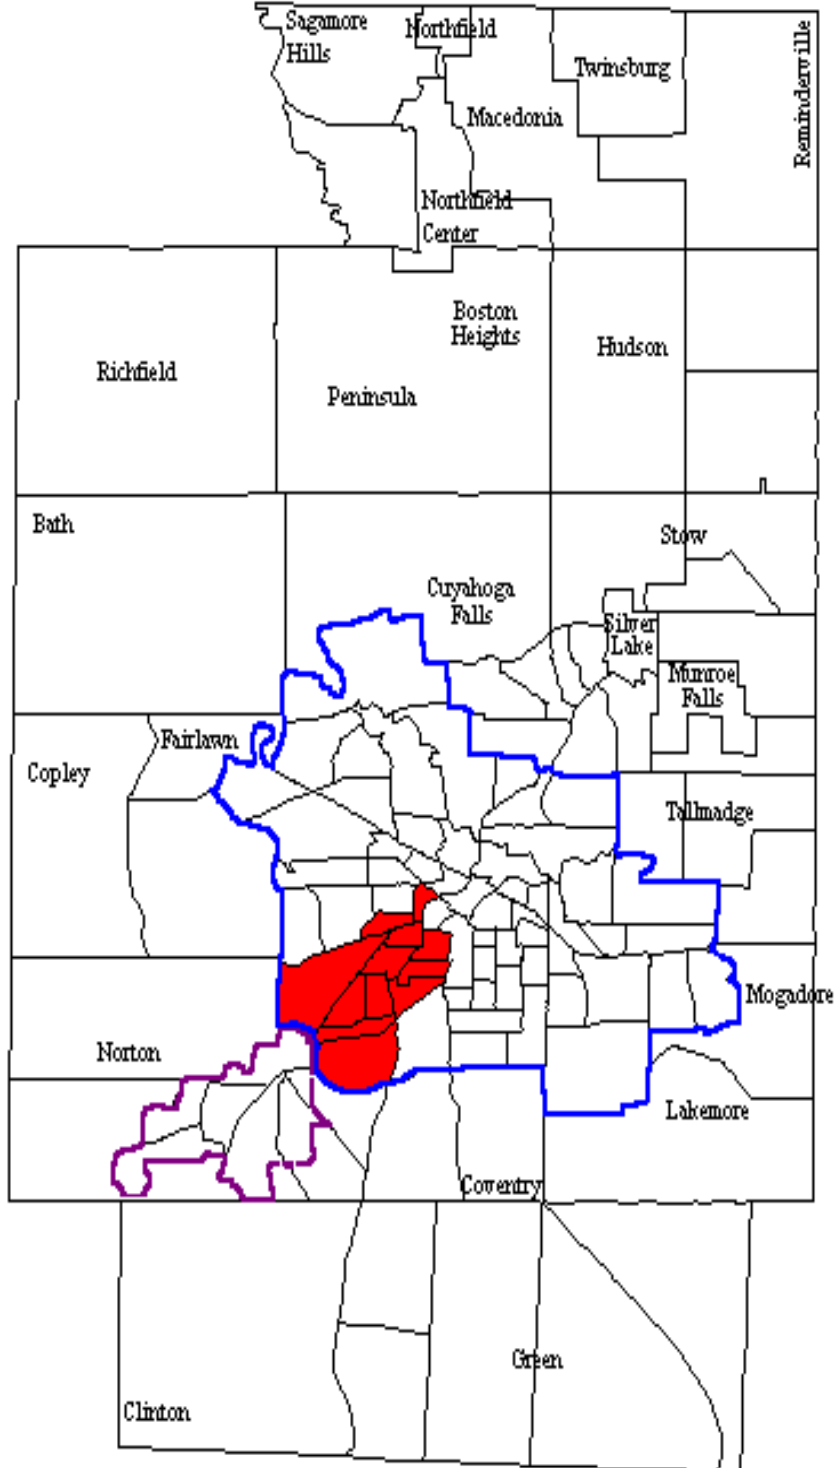 Sagamore
Hills
Northfield
Twinsburg
Reminderville
Macedonia
Northfield
Center
Boston
Heights
Hudson
Richfield
Peninsula
Bath
Stow
Cuyahoga
Falls
Silver
Lake
Munroe
Falls
Fairlawn
Copley
Tallmadge
Mogadore
Norton
Lakemore
Coventry
Green
Clinton